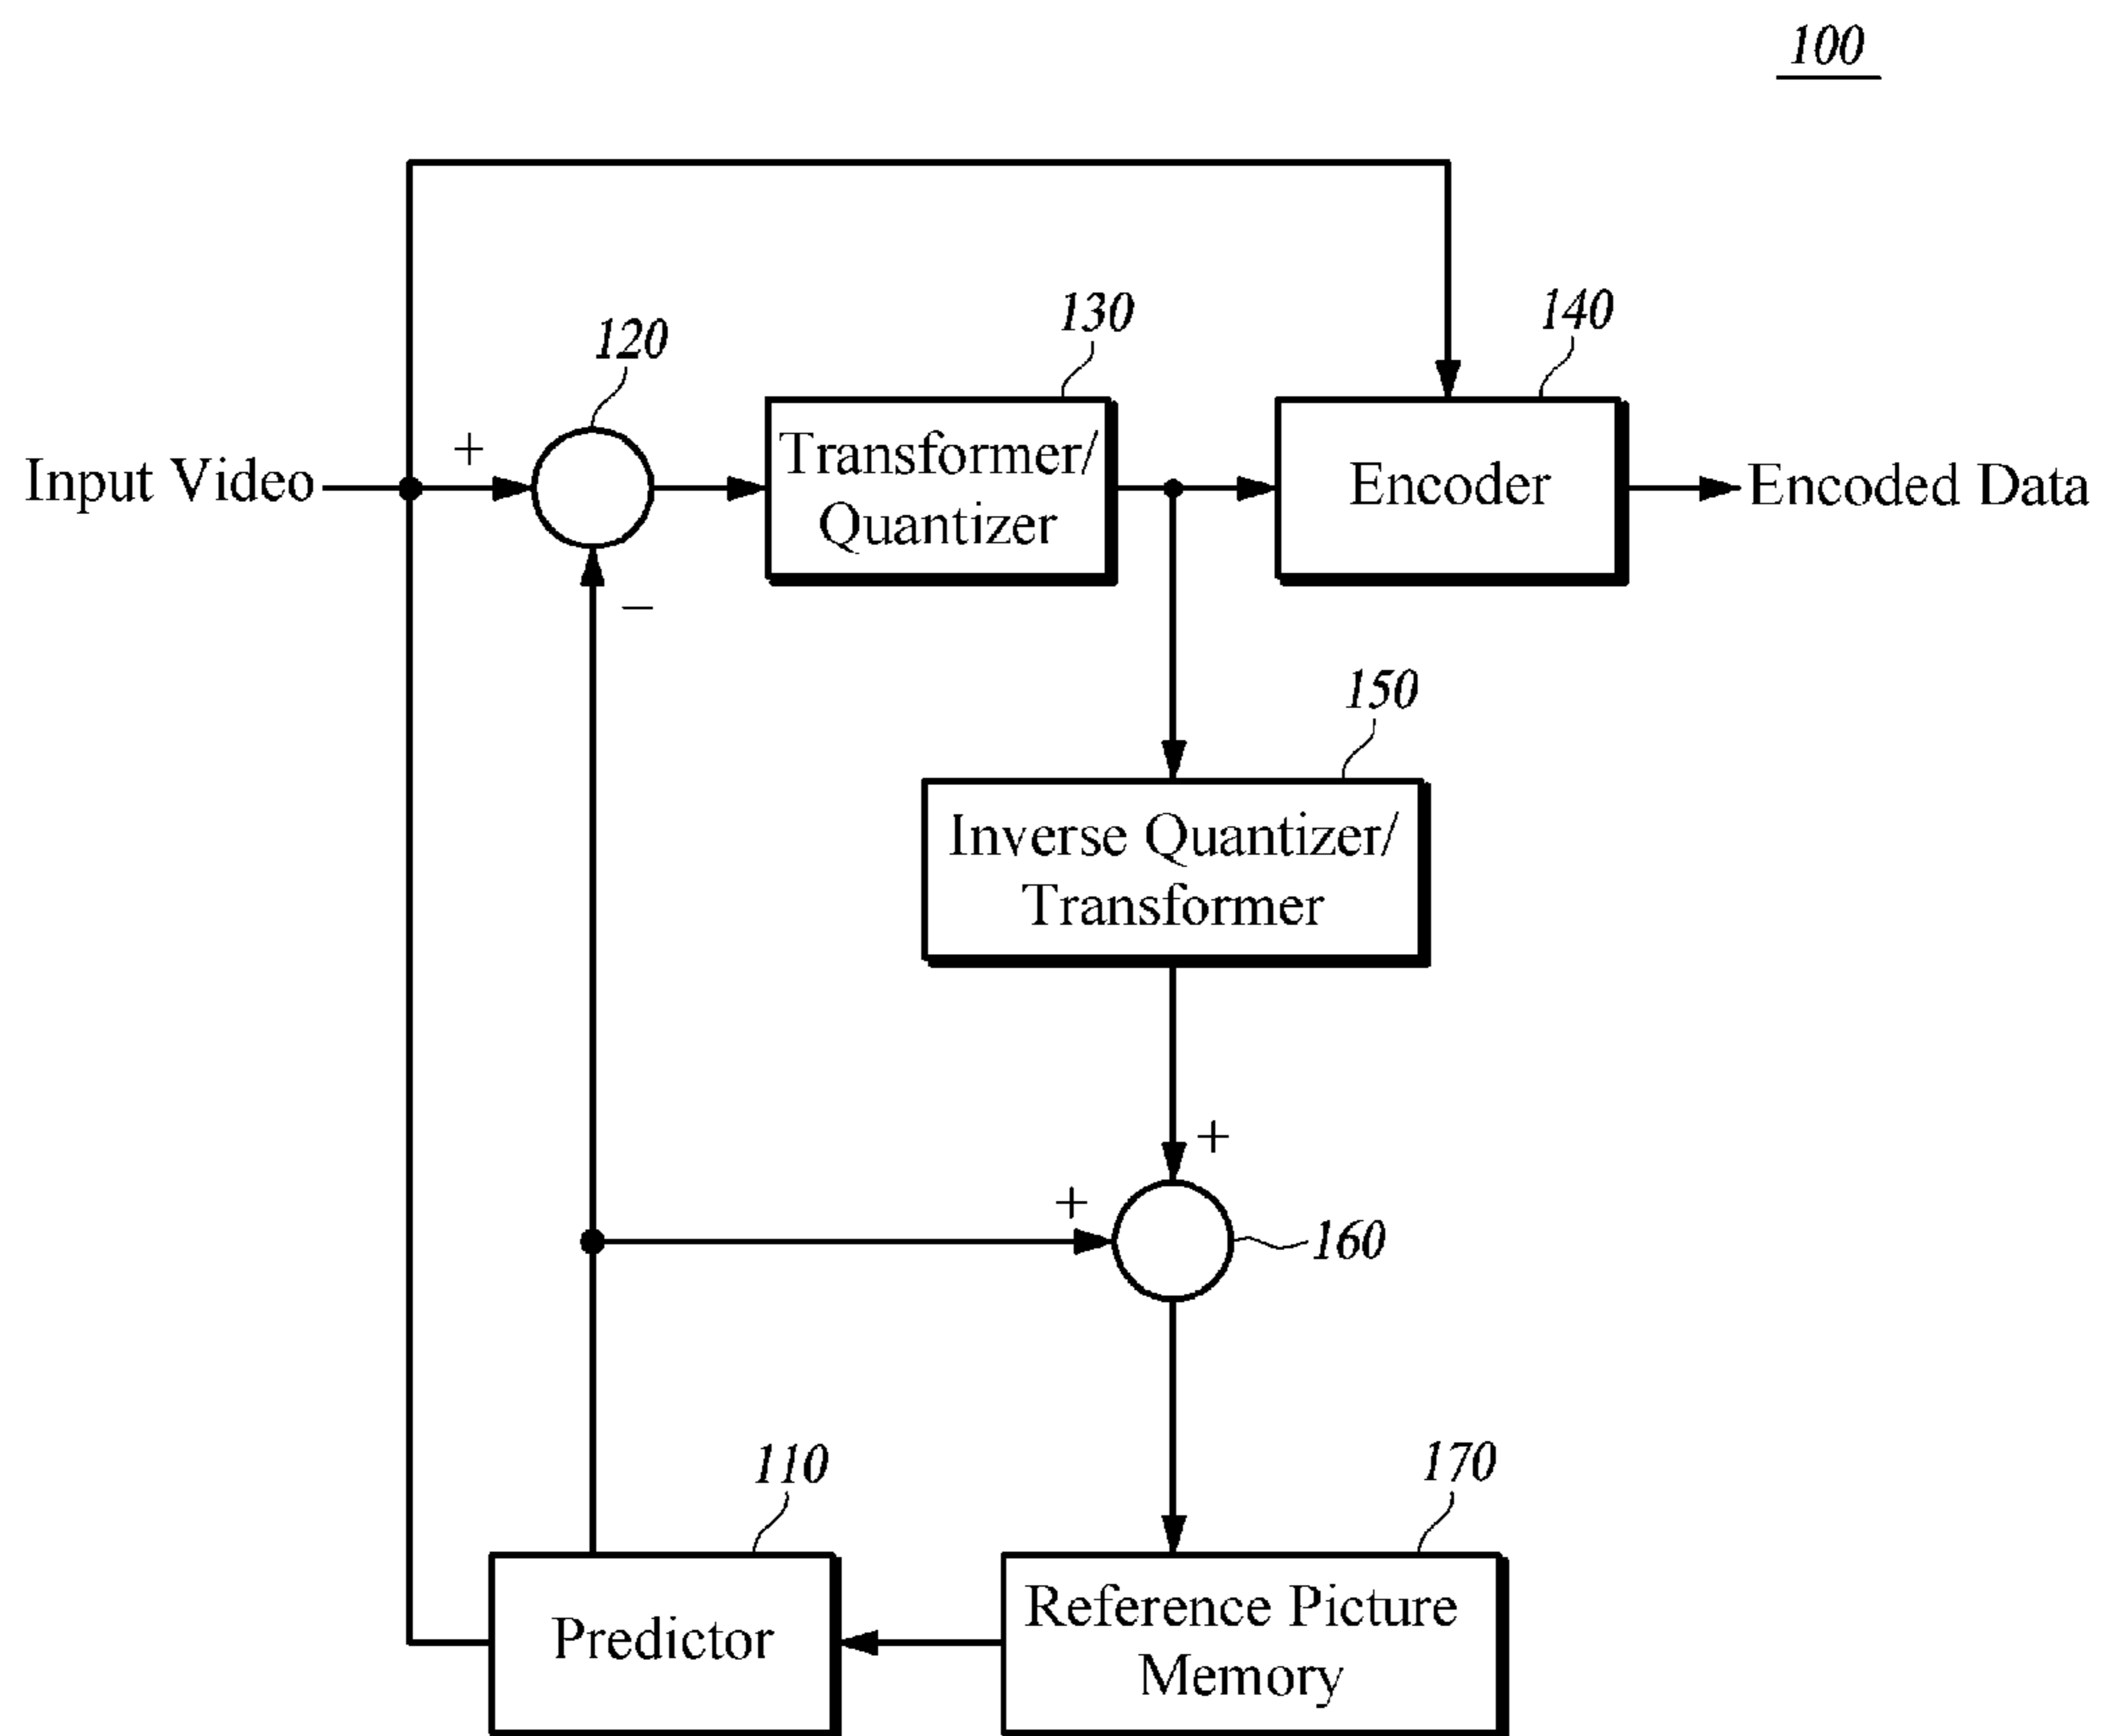 100
120
130
140
+
Input Video
Transformer/
Quantizer
Encoder
Encoded Data
−
150
Inverse Quantizer/
Transformer
+
+
160
110
170
Predictor
Reference Picture
Memory